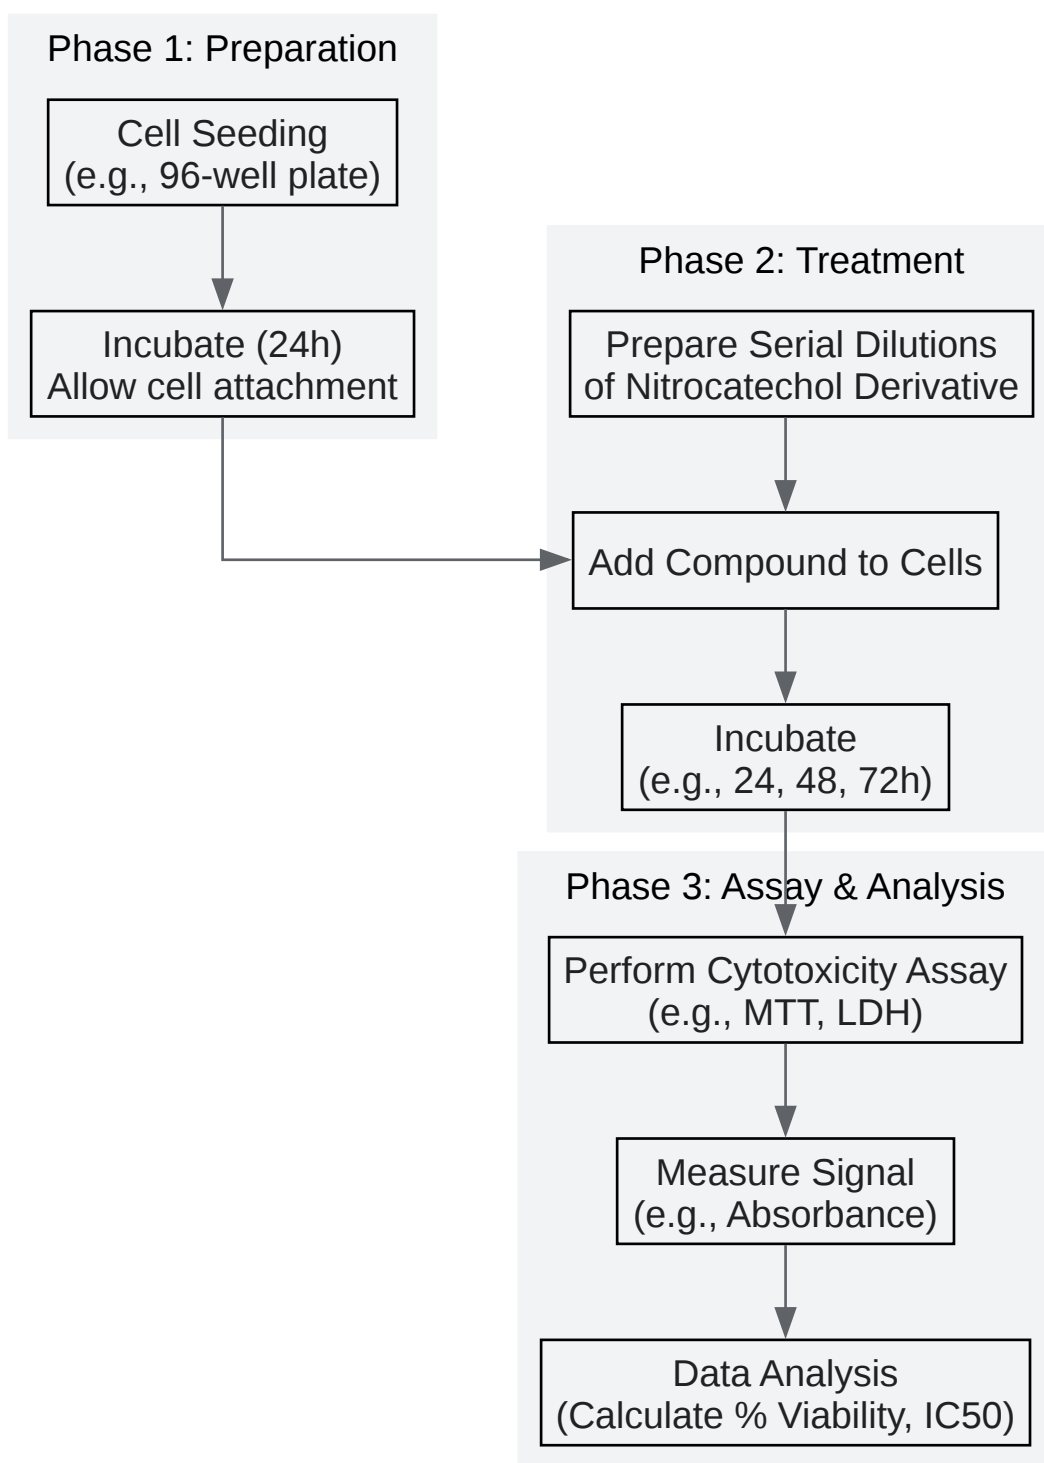 Phase 1: Preparation
Cell Seeding
(e.g., 96-well plate)
Incubate (24h)
Allow cell attachment
Phase 2: Treatment
Prepare Serial Dilutions
of Nitrocatechol Derivative
Add Compound to Cells
Incubate
(e.g., 24, 48, 72h)
Phase 3: Assay & Analysis
Perform Cytotoxicity Assay
(e.g., MTT, LDH)
Measure Signal
(e.g., Absorbance)
Data Analysis
(Calculate % Viability, IC50)